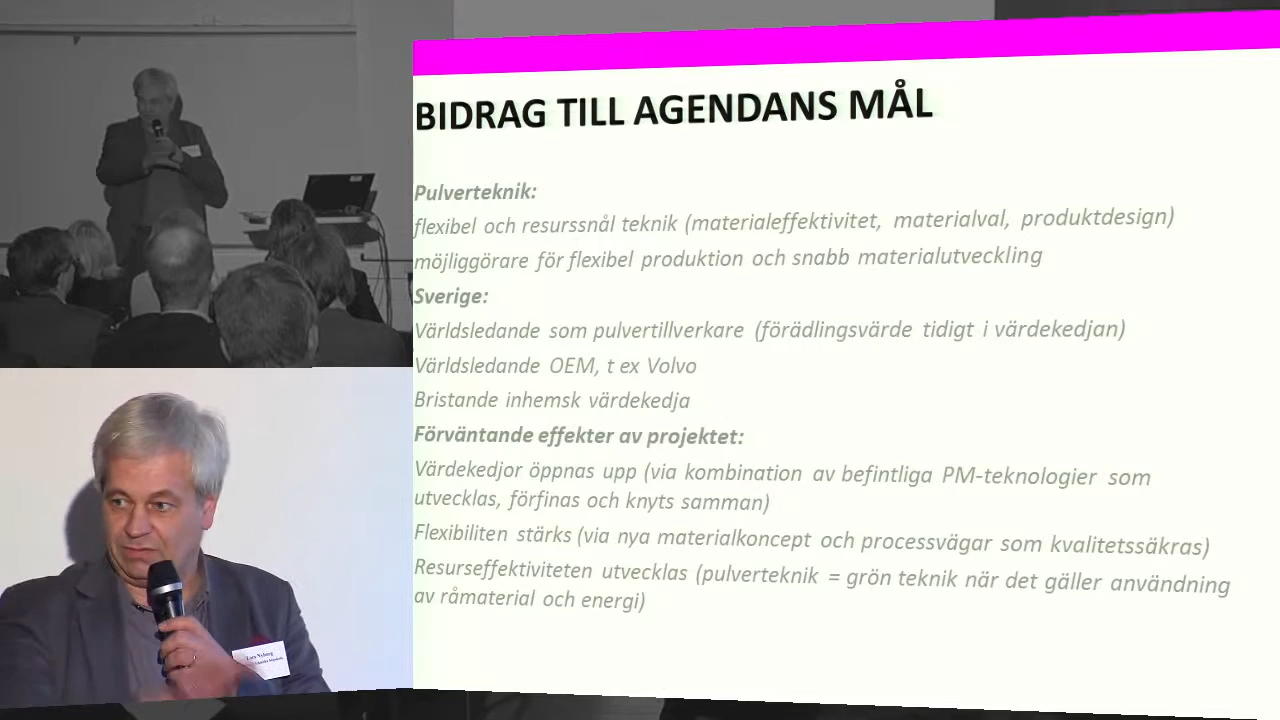 BIDRAG TILL AGENDANS MÅL
Pulverteknik:
flexibel och resurssnål teknik (materialeffektivitet, materialval, produktdesign)
möjliggörare för flexibel produktion och snabb materialutveckling
Sverige:
Världsledande som pulvertillverkare (förädlingsvärde tidigt i värdekedjan)
Världsledande OEM, t ex Volvo
Bristande inhemsk värdekedja
Förväntande effekter av projektet:
Värdekedjor öppnas upp (via kombination av befintliga PM-teknologier som
utvecklas, förfinas och knyts samman)
Flexibiliten stärks (via nya materialkoncept och processvägar som kvalitetssäkras)
Resurseffektiviteten utvecklas (pulverteknik = grön teknik när det gäller användning
av råmaterial och energi)
Lars Nyborg